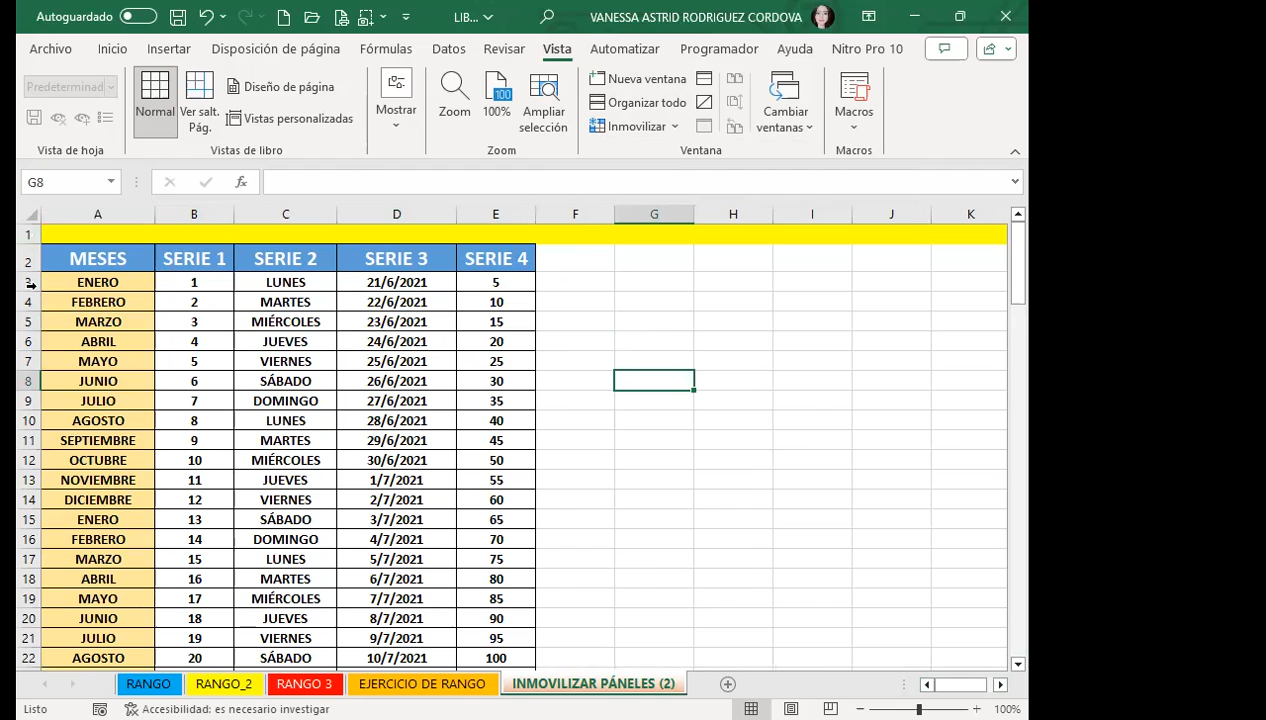 Autoguardado LIB... VANESSA ASTRID RODRIGUEZ CORDOVA
Archivo Inicio Insertar Disposición de página Fórmulas Datos Revisar Vista Automatizar Programador Ayuda Nitro Pro 10
Predeterminad Normal Ver salt. Pág. Diseño de página Vistas personalizadas Mostrar Zoom 100 100% Ampliar selección Nueva ventana Organizar todo Inmovilizar Cambiar ventanas Macros
Vista de hoja Vistas de libro Zoom Ventana Macros
G8 fx
A B C D E F G H I J K
1
2 MESES SERIE 1 SERIE 2 SERIE 3 SERIE 4
3 ENERO 1 LUNES 21/6/2021 5
4 FEBRERO 2 MARTES 22/6/2021 10
5 MARZO 3 MIÉRCOLES 23/6/2021 15
6 ABRIL 4 JUEVES 24/6/2021 20
7 MAYO 5 VIERNES 25/6/2021 25
8 JUNIO 6 SÁBADO 26/6/2021 30
9 JULIO 7 DOMINGO 27/6/2021 35
10 AGOSTO 8 LUNES 28/6/2021 40
11 SEPTIEMBRE 9 MARTES 29/6/2021 45
12 OCTUBRE 10 MIÉRCOLES 30/6/2021 50
13 NOVIEMBRE 11 JUEVES 1/7/2021 55
14 DICIEMBRE 12 VIERNES 2/7/2021 60
15 ENERO 13 SÁBADO 3/7/2021 65
16 FEBRERO 14 DOMINGO 4/7/2021 70
17 MARZO 15 LUNES 5/7/2021 75
18 ABRIL 16 MARTES 6/7/2021 80
19 MAYO 17 MIÉRCOLES 7/7/2021 85
20 JUNIO 18 JUEVES 8/7/2021 90
21 JULIO 19 VIERNES 9/7/2021 95
22 AGOSTO 20 SÁBADO 10/7/2021 100
RANGO RANGO_2 RANGO 3 EJERCICIO DE RANGO INMOVILIZAR PÁNELES (2)
Listo Accesibilidad: es necesario investigar 100%